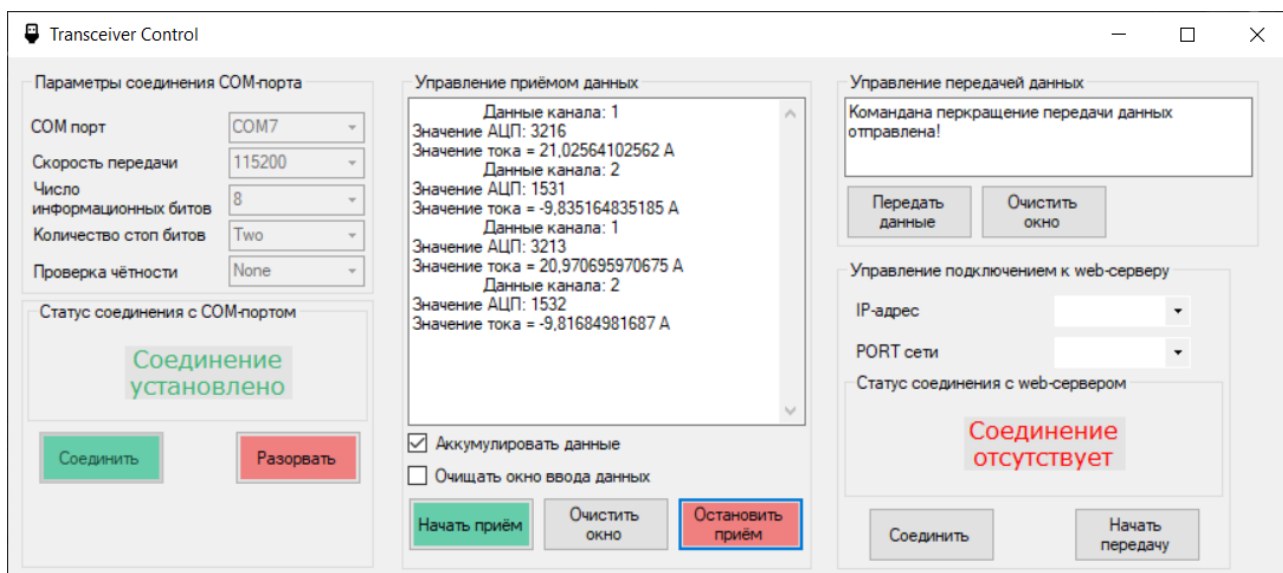 Transceiver Control
Параметры соединения COM-порта
COM порт
COM7
Скорость передачи
115200
Число
информационных битов
8
Количество стоп битов
Two
Проверка чётности
None
Статус соединения с COM-портом
Соединение
установлено
Соединить
Разорвать
Управление приёмом данных
Данные канала: 1
Значение АЦП: 3216
Значение тока = 21,02564102562 А
Данные канала: 2
Значение АЦП: 1531
Значение тока = -9,835164835185 А
Данные канала: 1
Значение АЦП: 3213
Значение тока = 20,970695970675 А
Данные канала: 2
Значение АЦП: 1532
Значение тока = -9,81684981687 А
Аккумулировать данные
Очищать окно ввода данных
Начать приём
Очистить
окно
Остановить
приём
Управление передачей данных
Командана перкращение передачи данных
отправлена!
Передать
данные
Очистить
окно
Управление подключением к web-серверу
IP-адрес
PORT сети
Статус соединения с web-сервером
Соединение
отсутствует
Соединить
Начать
передачу